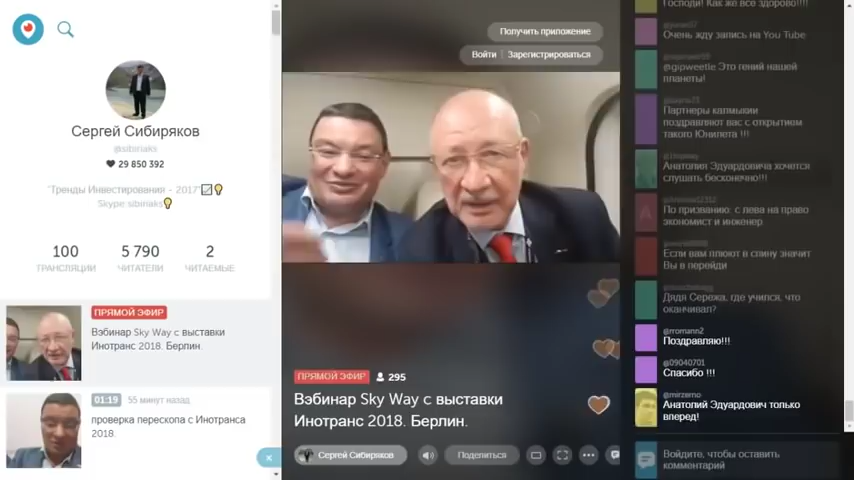 Сергей Сибиряков
@sibiriaks
29 850 392
"Тренды Инвестирования - 2017"
Skype:sibiriaks
100
ТРАНСЛЯЦИИ
5 790
ЧИТАТЕЛИ
2
ЧИТАЕМЫЕ
ПРЯМОЙ ЭФИР
Вэбинар Sky Way с выставки
Инотранс 2018. Берлин.
01:19 55 минут назад
проверка перескопа с Инотранса
2018.
Получить приложение
Войти | Зарегистрироваться
ПРЯМОЙ ЭФИР 295
Вэбинар Sky Way с выставки
Инотранс 2018. Берлин.
Сергей Сибиряков
Поделиться
Господи! Как же все здорово!!!!
Очень жду запись на You Tube
@gipweetle Это гений нашей
планеты!
Партнеры калмыкии
поздравляют вас с открытием
такого Юнилета !!!
Анатолия Эдуардовича хочется
слушать бесконечно!!!
По призванию: с лева на право
экономист и инженер
Если вам плюют в спину значит
Вы в перейди
Дядя Сережа, где учился, что
оканчивал?
@rromann2
Поздравляю!!!
@09040701
Спасибо !!!
@mirzemo
Анатолий Эдуардович только
вперед!
Войдите, чтобы оставить
комментарий